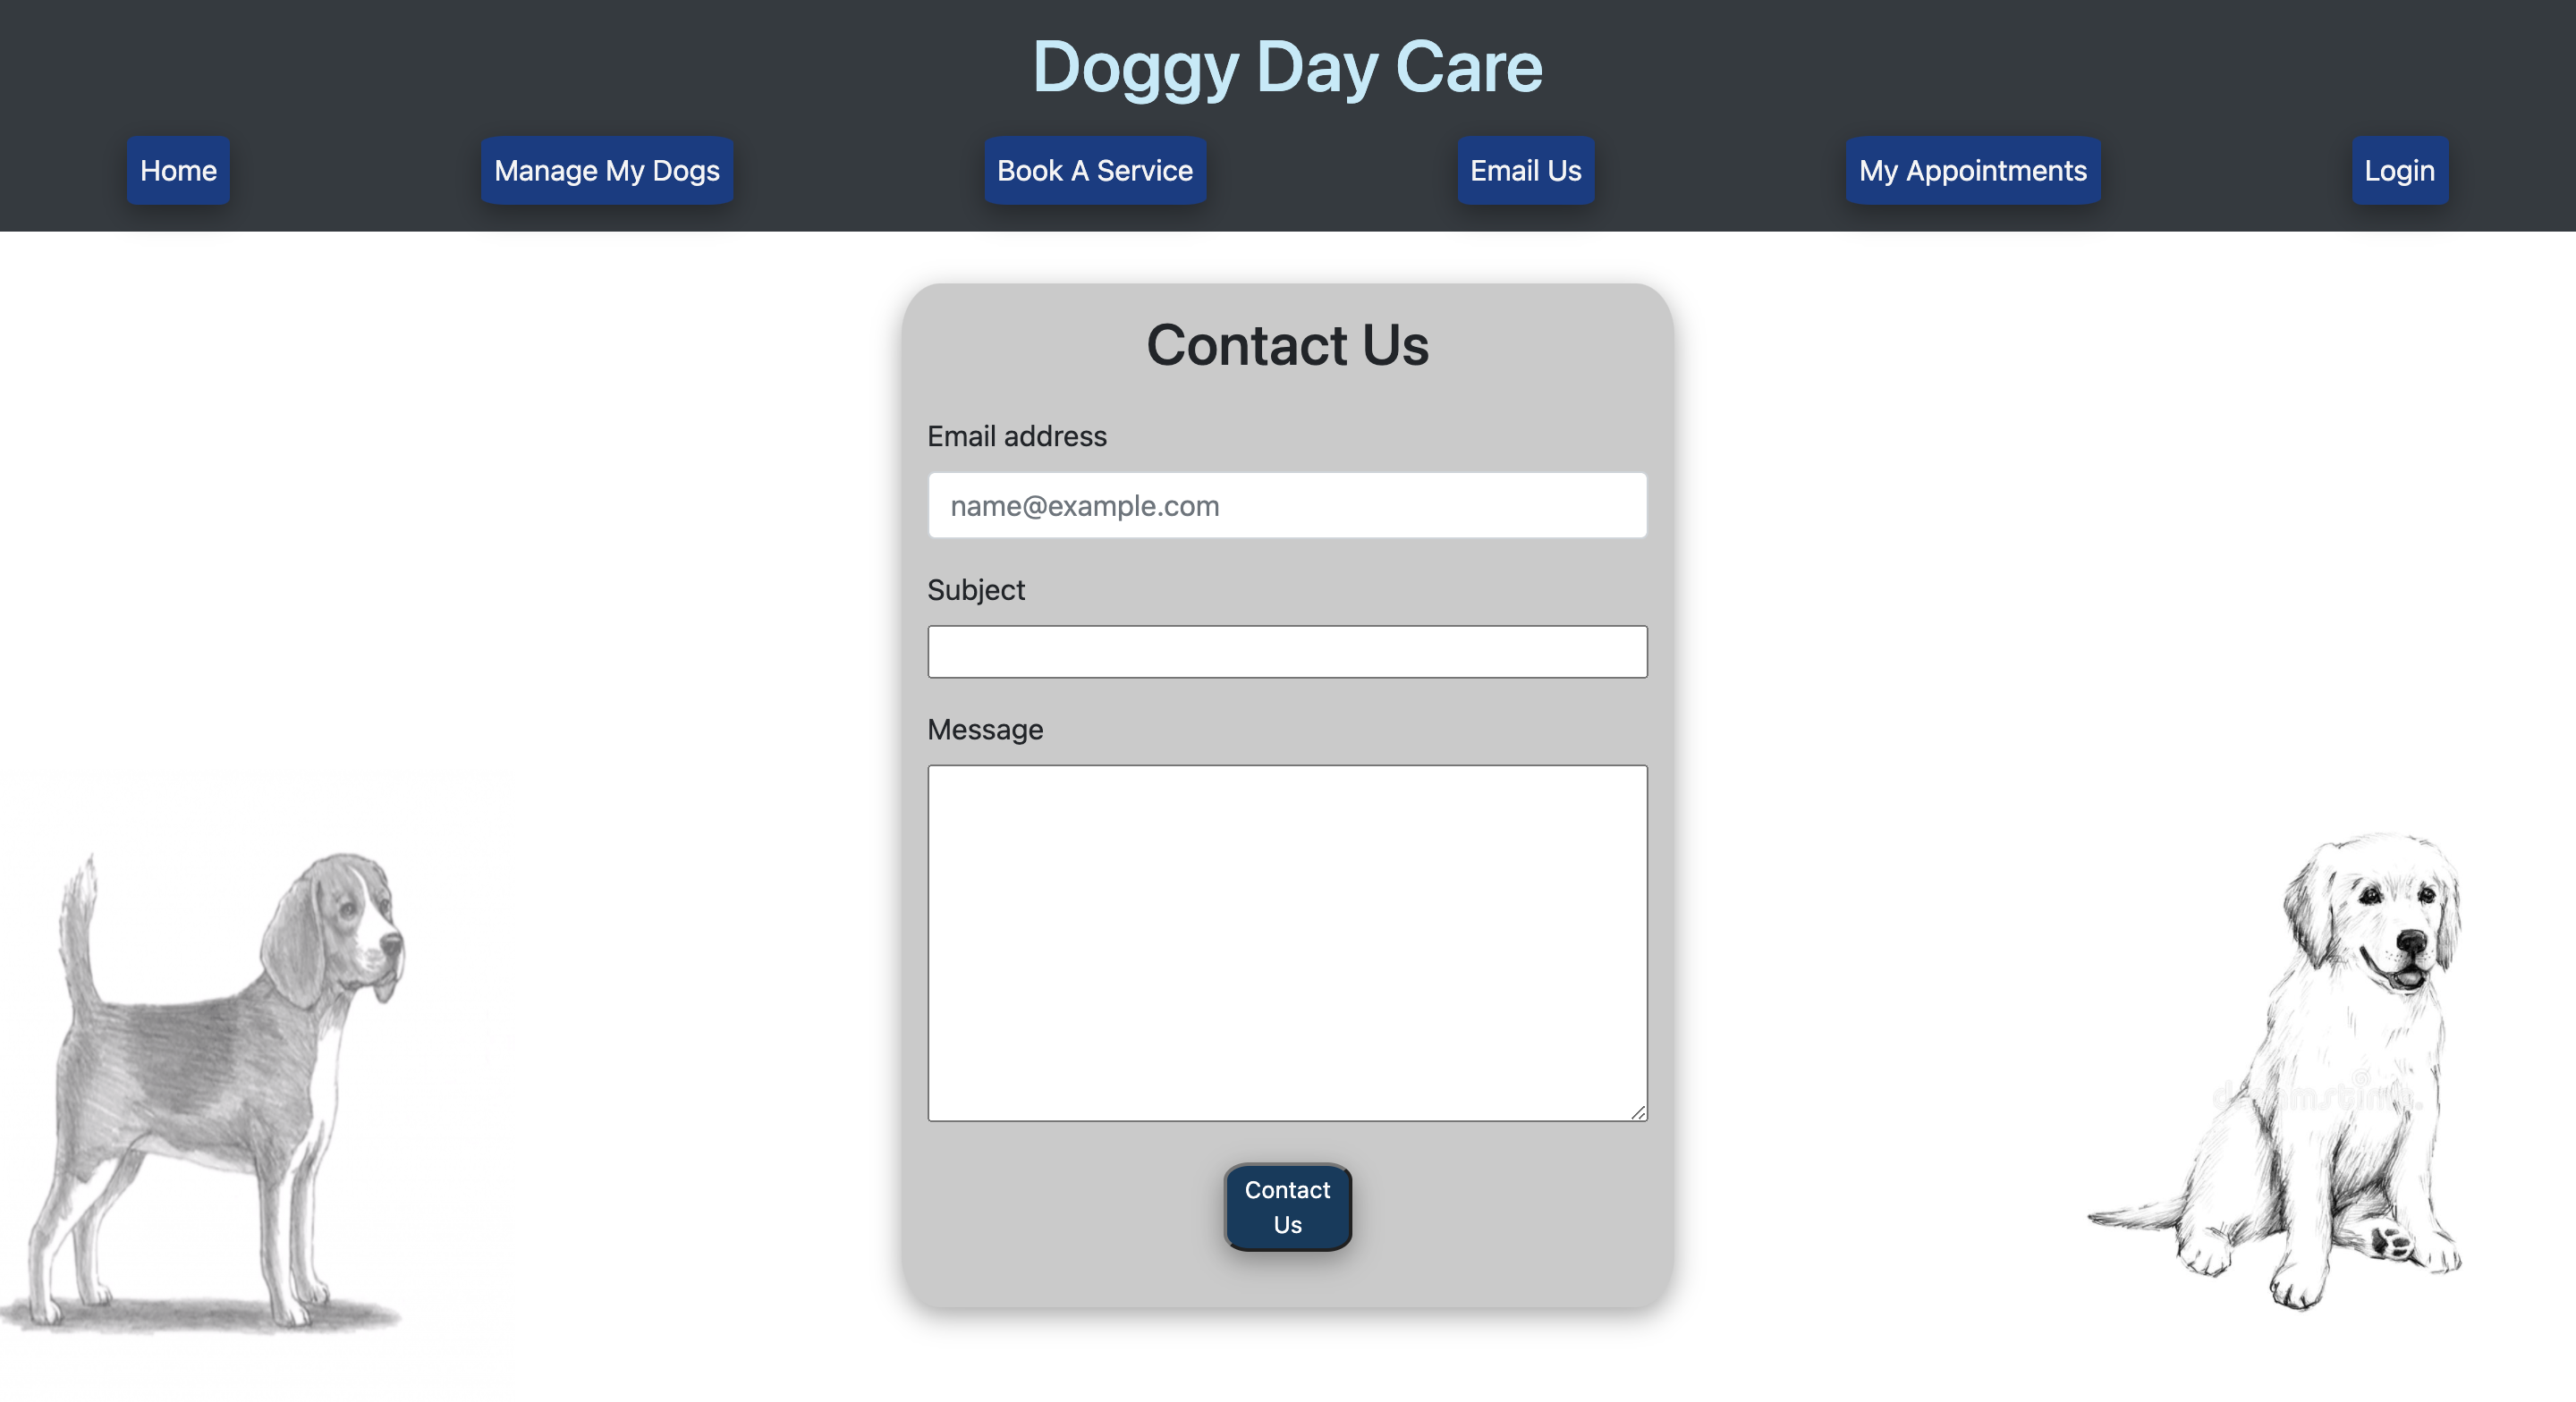 Doggy Day Care
Home
Manage My Dogs
Book A Service
Email Us
My Appointments
Login
Contact Us
Email address
name@example.com
Subject
Message
Contact
Us